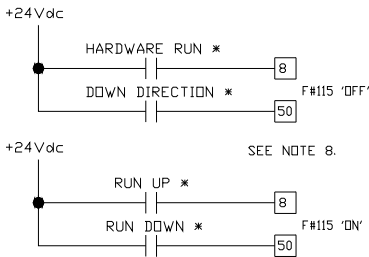 +24Vdc
HARDWARE RUN *
8
DOWN DIRECTION *
F#115 'OFF'
50
+24Vdc
SEE NOTE 8.
RUN UP *
8
RUN DOWN *
F#115 'ON'
50